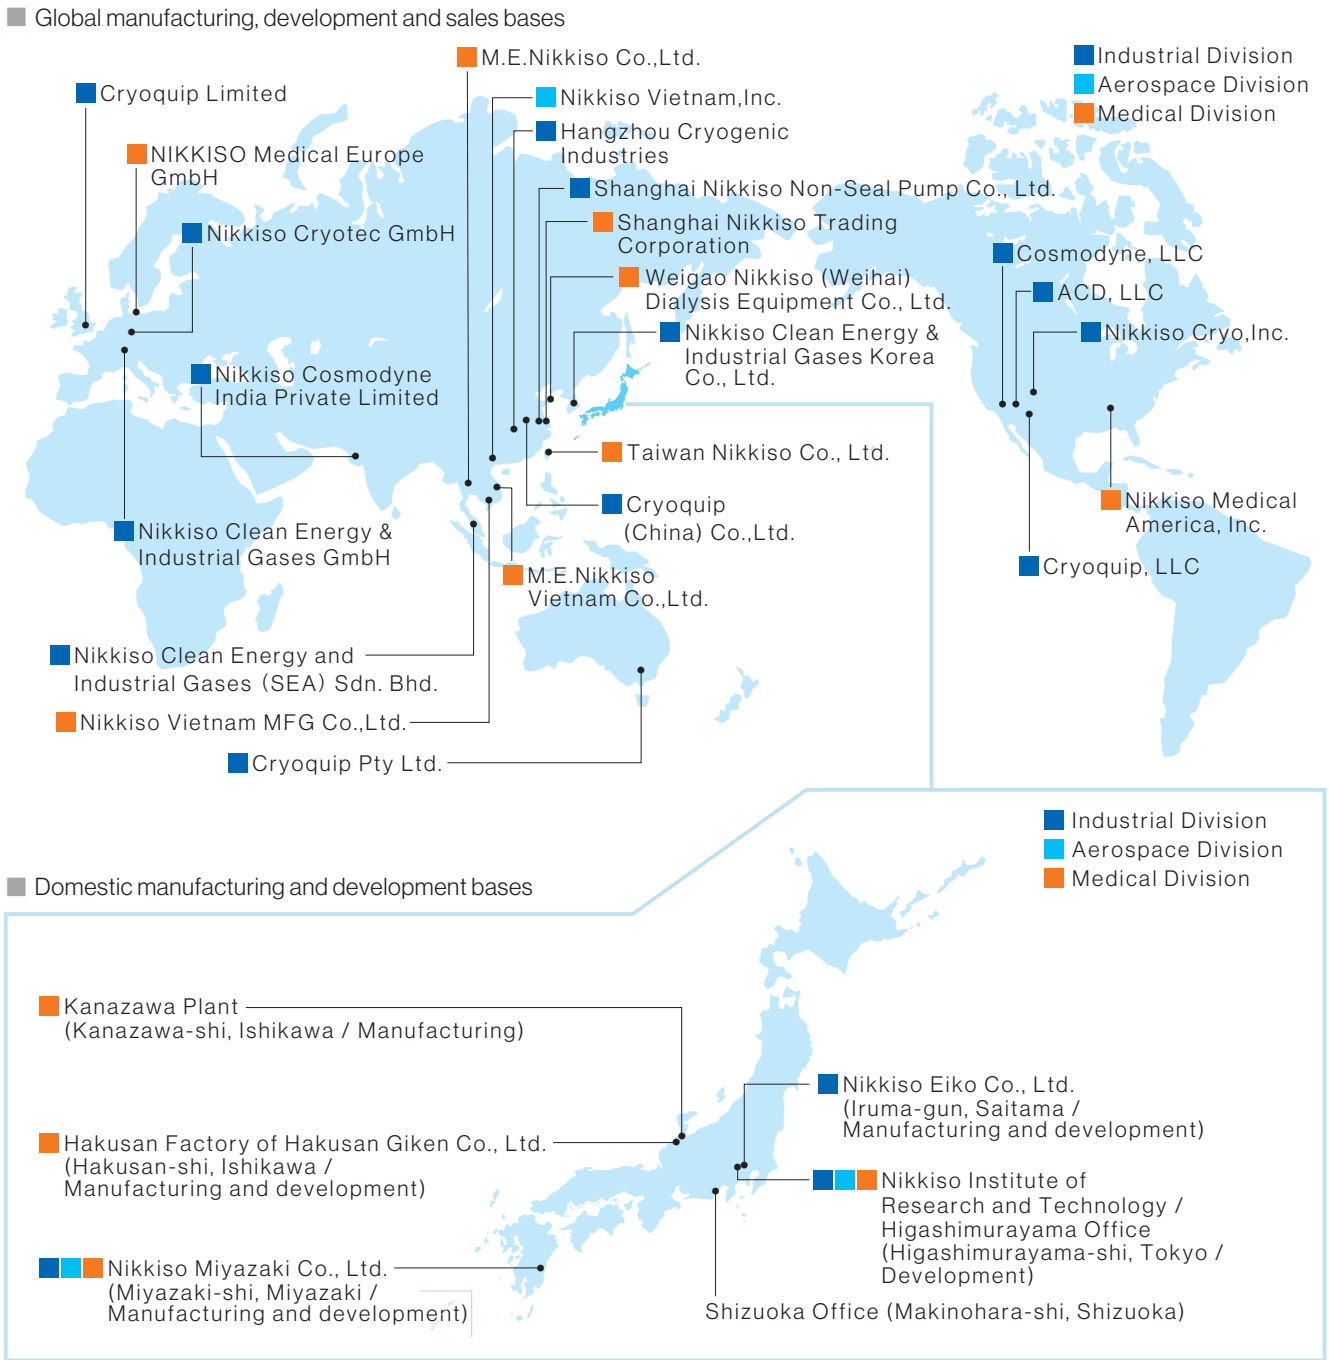 Global manufacturing, development and sales bases
M.E.Nikkiso Co.,Ltd.
Industrial Division
Aerospace Division
Medical Division
Cryoquip Limited
Nikkiso Vietnam,Inc.
Hangzhou Cryogenic
Industries
NIKKISO Medical Europe
GmbH
Shanghai Nikkiso Non-Seal Pump Co., Ltd.
Nikkiso Cryotec GmbH
Shanghai Nikkiso Trading
Corporation
Cosmodyne, LLC
Weigao Nikkiso (Weihai)
Dialysis Equipment Co., Ltd.
ACD, LLC
Nikkiso Clean Energy &
Industrial Gases Korea
Co., Ltd.
Nikkiso Cryo,Inc.
Nikkiso Cosmodyne
India Private Limited
Taiwan Nikkiso Co., Ltd.
Cryoquip
(China) Co.,Ltd.
Nikkiso Medical
America, Inc.
Nikkiso Clean Energy &
Industrial Gases GmbH
Cryoquip, LLC
M.E.Nikkiso
Vietnam Co.,Ltd.
Nikkiso Clean Energy and
Industrial Gases (SEA) Sdn. Bhd.
Nikkiso Vietnam MFG Co.,Ltd.
Cryoquip Pty Ltd.
Industrial Division
Aerospace Division
Medical Division
Domestic manufacturing and development bases
Kanazawa Plant
(Kanazawa-shi, Ishikawa / Manufacturing)
Nikkiso Eiko Co., Ltd.
(Iruma-gun, Saitama /
Manufacturing and development)
Hakusan Factory of Hakusan Giken Co., Ltd.
(Hakusan-shi, Ishikawa /
Manufacturing and development)
Nikkiso Institute of
Research and Technology /
Higashimurayama Office
(Higashimurayama-shi, Tokyo /
Development)
Nikkiso Miyazaki Co., Ltd.
(Miyazaki-shi, Miyazaki /
Manufacturing and development)
Shizuoka Office (Makinohara-shi, Shizuoka)